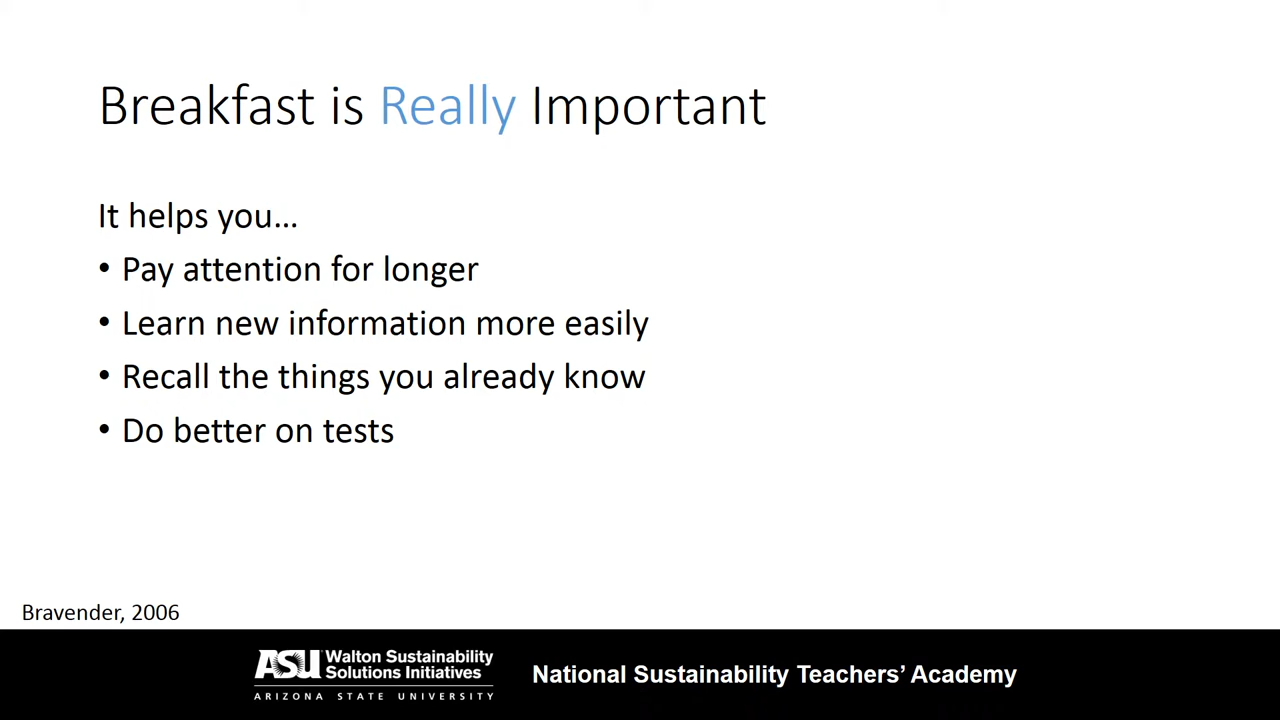 Breakfast is Really Important
It helps you…
• Pay attention for longer
• Learn new information more easily
• Recall the things you already know
• Do better on tests
Bravender, 2006
ASU Walton Sustainability
Solutions Initiatives
ARIZONA STATE UNIVERSITY
National Sustainability Teachers’ Academy